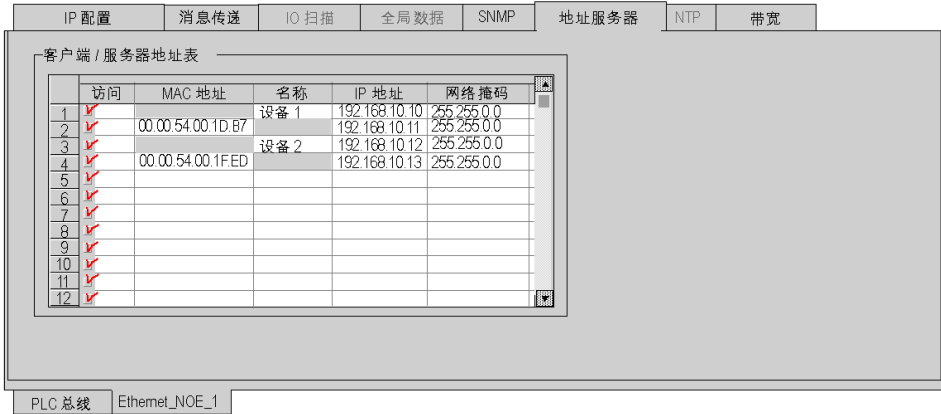 IP 配置 消息传递 IO 扫描 全局数据 SNMP 地址服务器 NTP 带宽
客户端 / 服务器地址表
访问 MAC 地址 名称 IP 地址 网络掩码
1 设备 1 192.168.10.10 255.255.0.0
2 00.00.54.00.1D.B7 192.168.10.11 255.255.0.0
3 设备 2 192.168.10.12 255.255.0.0
4 00.00.54.00.1F.ED 192.168.10.13 255.255.0.0
5
6
7
8
9
10
11
12
PLC 总线 Ethernet_NOE_1